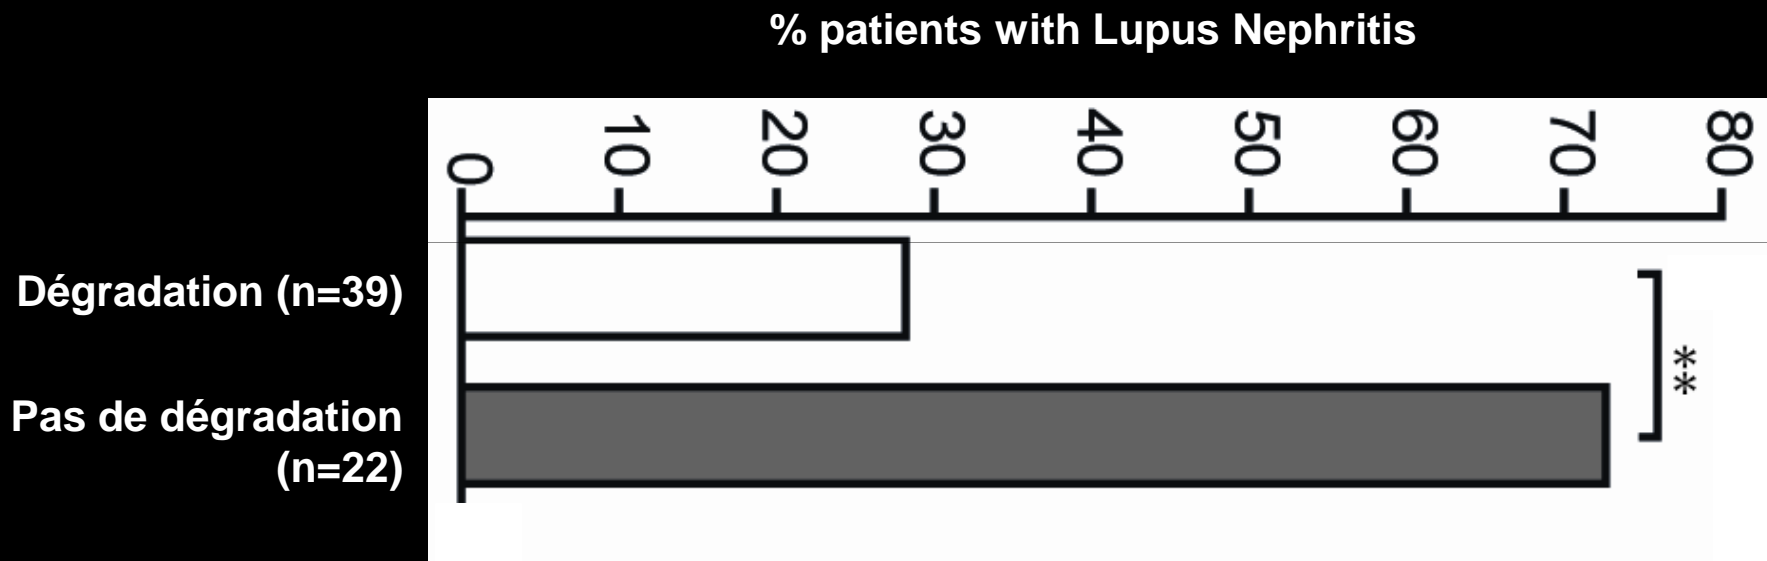 % patients with Lupus Nephritis
0 10 20 30 40 50 60 70 80
Dégradation (n=39)
**
Pas de dégradation
(n=22)